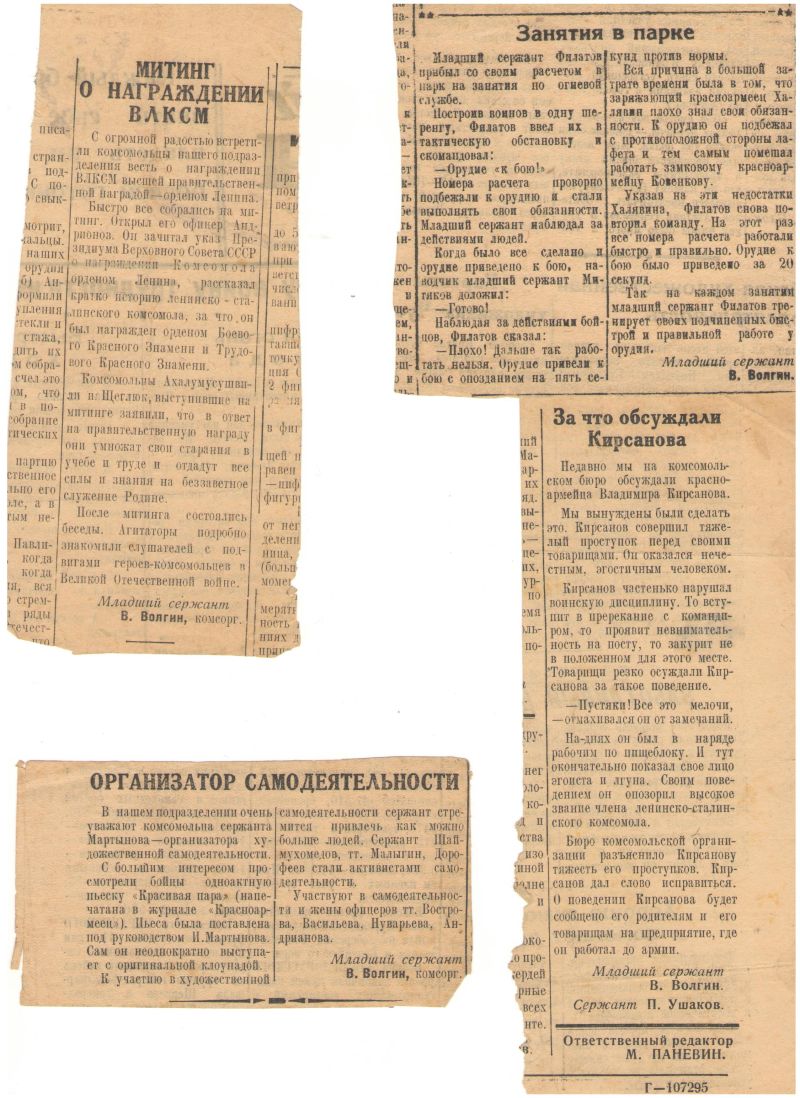 МИТИНГ
О НАГРАЖДЕНИИ
ВЛКСМ
С огромной радостью встрети-
ли комсомольцы нашего подраз-
деления весть о награждении
ВЛКСМ высшей правительствен-
ной наградой—орденом Ленина.
Быстро все собрались на ми-
тинг. Открыл его офицер Анд-
рионов. Он зачитал указ Пре-
зидиума Верховного Совета СССР
о награждении Комсомола
орденом Ленина, рассказал
кратко историю ленинско - ста-
линского комсомола, за что он
был награжден орденом Боево-
го Красного Знамени и Трудо-
вого Красного Знамени.
Комсомольцы Ахалумусушви-
ли и Щеглюк, выступившие на
митинге заявили, что в ответ
на правительственную награду
они умножат свои старания в
учебе и труде и отдадут все
силы и знания на беззаветное
служение Родине.
После митинга состоялись
беседы. Агитаторы подробно
знакомили слушателей с под-
вигами героев-комсомольцев в
Великой Отечественной войне.
Младший сержант
В. Волгин, комсорг.
Занятия в парке
Младший сержант Филатов
прибыл со своим расчетом в
парк на занятия по огневой
службе.
Построив воинов в одну ше-
ренгу, Филатов ввел их в
тактическую обстановку и
скомандовал:
—Орудие «к бою!»
Номера расчета проворно
подбежали к орудию и стали
выполнять свои обязанности.
Младший сержант наблюдал за
действиями людей.
Когда было все сделано и
орудие приведено к бою, на-
водчик младший сержант Ми-
тяков доложил:
—Готово!
Наблюдая за действиями бой-
цов, Филатов сказал:
—Плохо! Дальше так рабо-
тать нельзя. Орудие привели к
бою с опозданием на пять се-
кунд против нормы.
Вся причина в большой за-
трате времени была в том, что
заряжающий красноармеец Ха-
лявин плохо знал свои обязан-
ности. К орудию он подбежал
с противоположной стороны ла-
фета и тем самым помешал
работать замковому красноар-
мейцу Ковенкову.
Указав на эти недостатки
Халявина, Филатов снова по-
вторил команду. На этот раз
все номера расчета работали
быстро и правильно. Орудие к
бою было приведено за 20
секунд.
Так на каждом занятии
младший сержант Филатов тре-
нирует своих подчиненных быс-
трой и правильной работе у
орудия.
Младший сержант
В. Волгин.
За что обсуждали
Кирсанова
Недавно мы на комсомоль-
ском бюро обсуждали красно-
армейца Владимира Кирсанова.
Мы вынуждены были сделать
это. Кирсанов совершил тяже-
лый проступок перед своими
товарищами. Он оказался нече-
стным, эгостичным человеком.
Кирсанов частенько нарушал
воинскую дисциплину. То всту-
пит в пререкание с команди-
ром, то проявит невниматель-
ность на посту, то закурит не
в положенном для этого месте.
Товарищи резко осуждали Кир-
санова за такое поведение.
—Пустяки! Все это мелочи,
—отмахивался он от замечаний.
На-днях он был в наряде
рабочим по пищеблоку. И тут
окончательно показал свое лицо
эгоиста и лгуна. Своим пове-
дением он опозорил высокое
звание члена ленинско-сталин-
ского комсомола.
Бюро комсомольской органи-
зации разъяснило Кирсанову
тяжесть его проступков. Кир-
санов дал слово исправиться.
О поведении Кирсанова будет
сообщено его родителям и его
товарищам на предприятие, где
он работал до армии.
Младший сержант
В. Волгин.
Сержант П. Ушаков.
Ответственный редактор
М. ПАНЕВИН.
Г—107295
ОРГАНИЗАТОР САМОДЕЯТЕЛЬНОСТИ
В нашем подразделении очень
уважают комсомольца сержанта
Мартынова—организатора ху-
дожественной самодеятельности.
С большим интересом про-
смотрели бойцы одноактную
пьеску «Красивая пара» (напе-
чатана в журнале «Красноар-
меец»). Пьеса была поставлена
под руководством И.Мартынова.
Сам он неоднократно выступа-
ет с оригинальной клоунадой.
К участию в художественной
самодеятельности сержант стре-
мится привлечь как можно
больше людей. Сержант Шай-
мухомедов, тт. Малыгин, Доро-
феев стали активистами само-
деятельности.
Участвуют в самодеятельнос-
ти и жены офицеров тт. Востро-
ва, Васильева, Нуварьева, Ан-
дрианова.
Младший сержант
В. Волгин, комсорг.